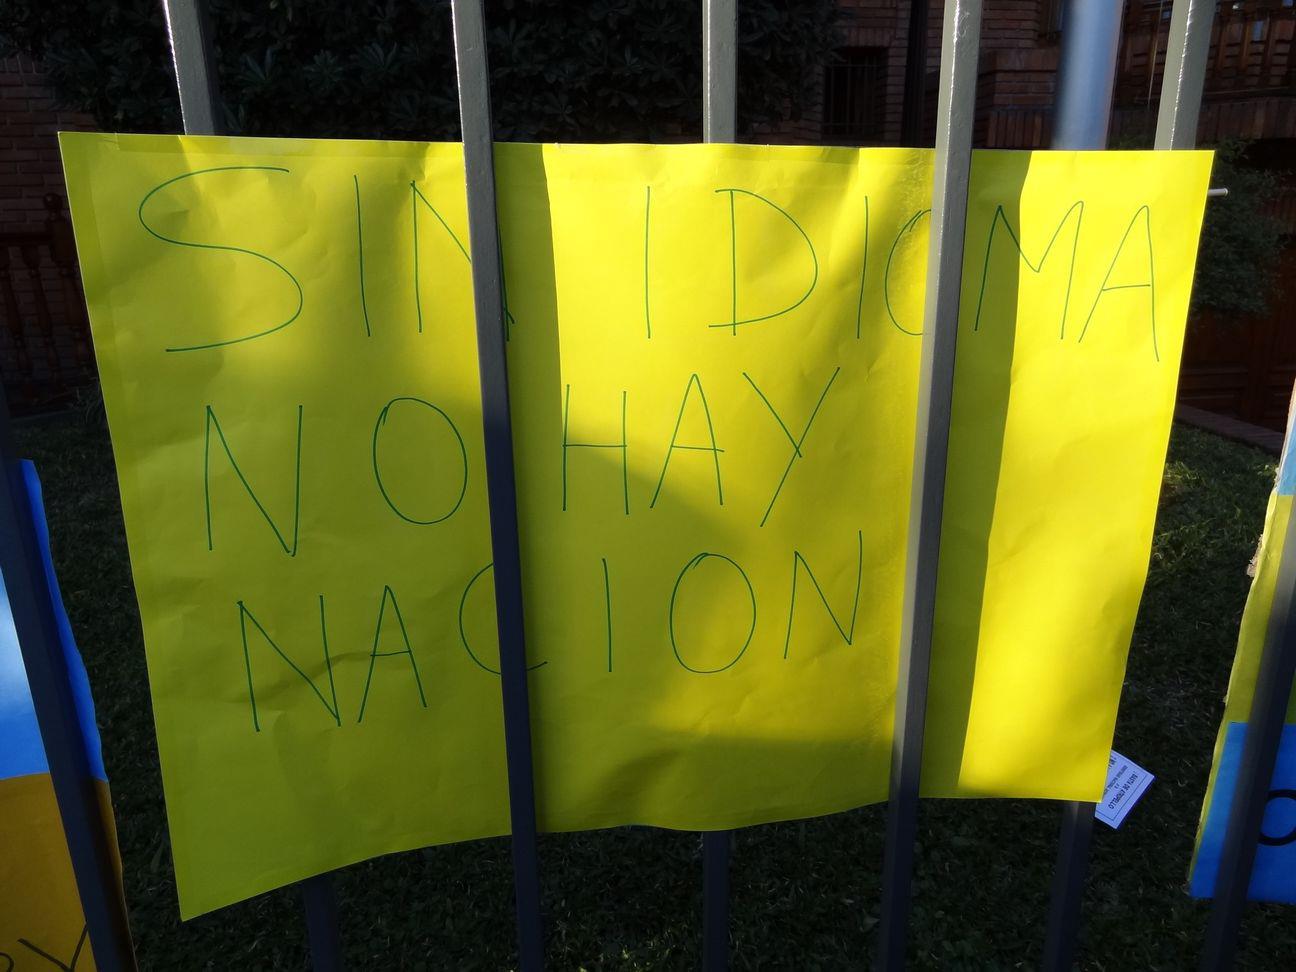 SIN IDIOMA
NO HAY
NACION